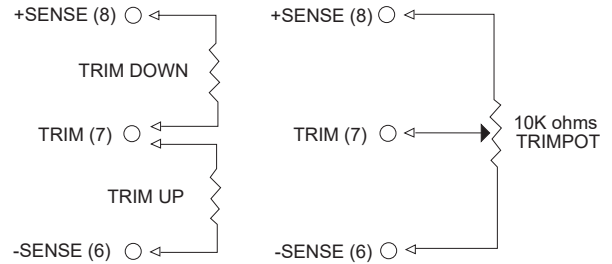 +SENSE (8)
TRIM DOWN
TRIM (7)
TRIM UP
-SENSE (6)
+SENSE (8)
TRIM (7)
10K ohms
TRIMPOT
-SENSE (6)